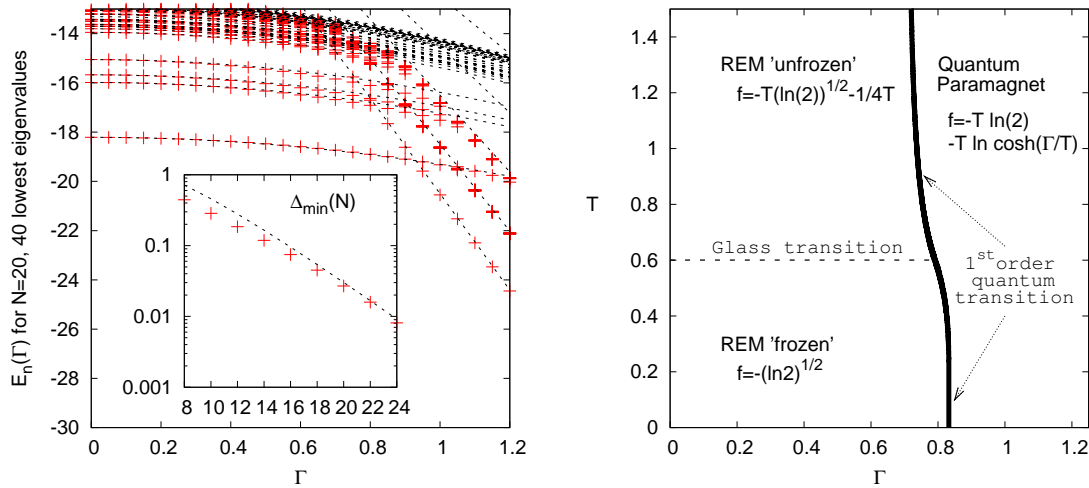 E_n(Γ) for N=20, 40 lowest eigenvalues
-13
-14
-16
-18
-20
-22
-24
-26
-28
-30
0
0.2
0.4
0.6
0.8
1
1.2
Γ
Δ_min(N)
1
0.1
0.01
0.001
8
10
12
14
16
18
20
22
24
T
1.4
1.2
1
0.8
0.6
0.4
0.2
0
0
0.2
0.4
0.6
0.8
1
1.2
Γ
REM 'unfrozen'
f=-T(ln(2))^1/2-1/4T
Quantum
Paramagnet
f=-T ln(2)
-T ln cosh(Γ/T)
Glass transition
1^st order
quantum
transition
REM 'frozen'
f=-(ln2)^1/2